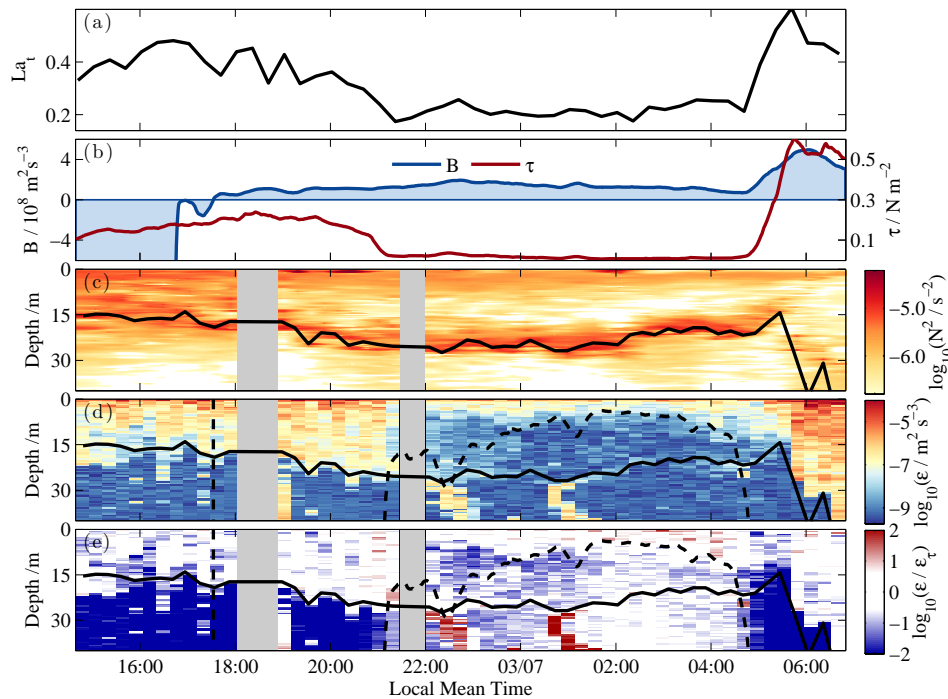 (a)
La_t
0.4
0.2
(b)
B
τ
B / 10^8 m^2 s^-3
4
0
−4
0.5
0.3
0.1
τ / N m^-2
(c)
Depth /m
0
15
30
−5.0
−6.0
log_10(N^2 / s^-2)
(d)
Depth /m
0
15
30
−5
−7
−9
log_10(ε / m^2 s^-3)
(e)
Depth /m
0
15
30
2
1
0
−1
−2
log_10(ε / ε_τ)
16:00 18:00 20:00 22:00 03/07 02:00 04:00 06:00
Local Mean Time